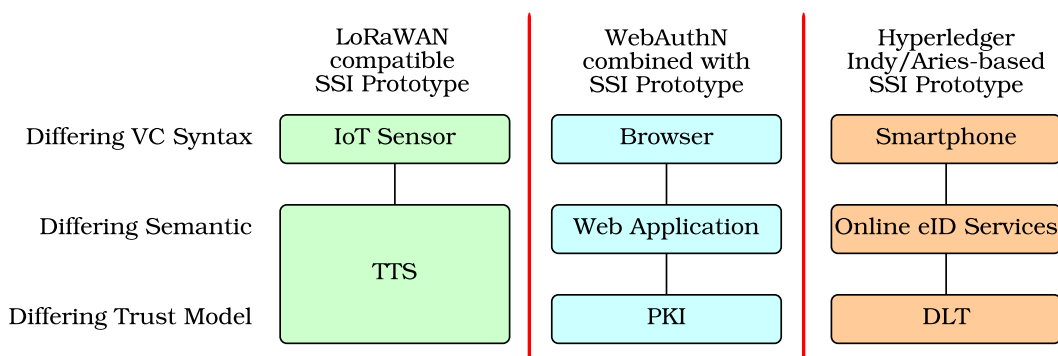 LoRaWAN
compatible
SSI Prototype
WebAuthN
combined with
SSI Prototype
Hyperledger
Indy/Aries-based
SSI Prototype
Differing VC Syntax
IoT Sensor
Browser
Smartphone
Differing Semantic
TTS
Web Application
Online eID Services
Differing Trust Model
PKI
DLT